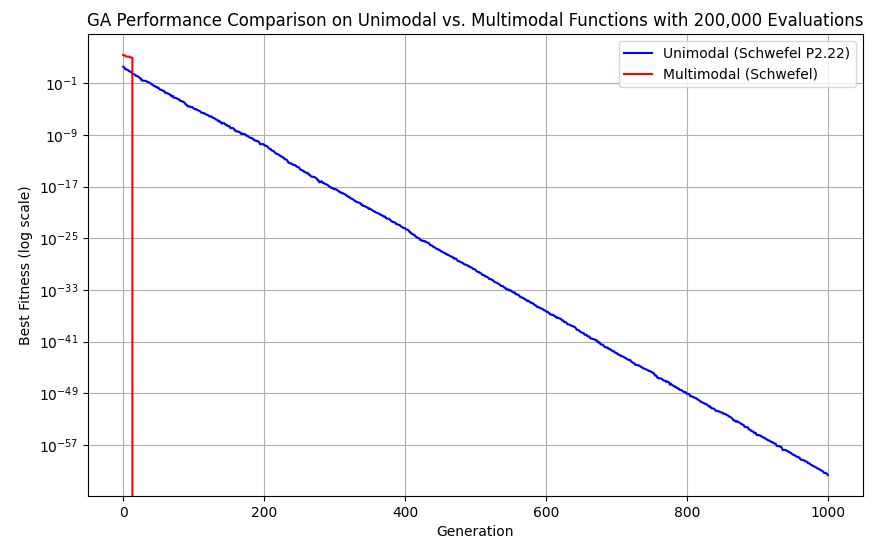 GA Performance Comparison on Unimodal vs. Multimodal Functions with 200,000 Evaluations
Unimodal (Schwefel P2.22)
Multimodal (Schwefel)
Best Fitness (log scale)
10⁻¹
10⁻⁹
10⁻¹⁷
10⁻²⁵
10⁻³³
10⁻⁴¹
10⁻⁴⁹
10⁻⁵⁷
0 200 400 600 800 1000
Generation